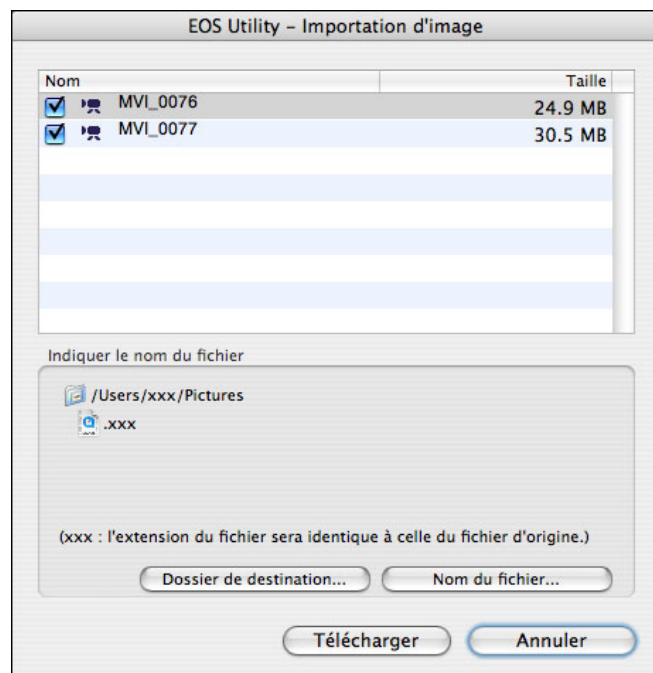 EOS Utility – Importation d'image
Nom Taille
MVI_0076 24.9 MB
MVI_0077 30.5 MB
Indiquer le nom du fichier
/Users/xxx/Pictures
.xxx
(xxx : l'extension du fichier sera identique à celle du fichier d'origine.)
Dossier de destination... Nom du fichier...
Télécharger Annuler